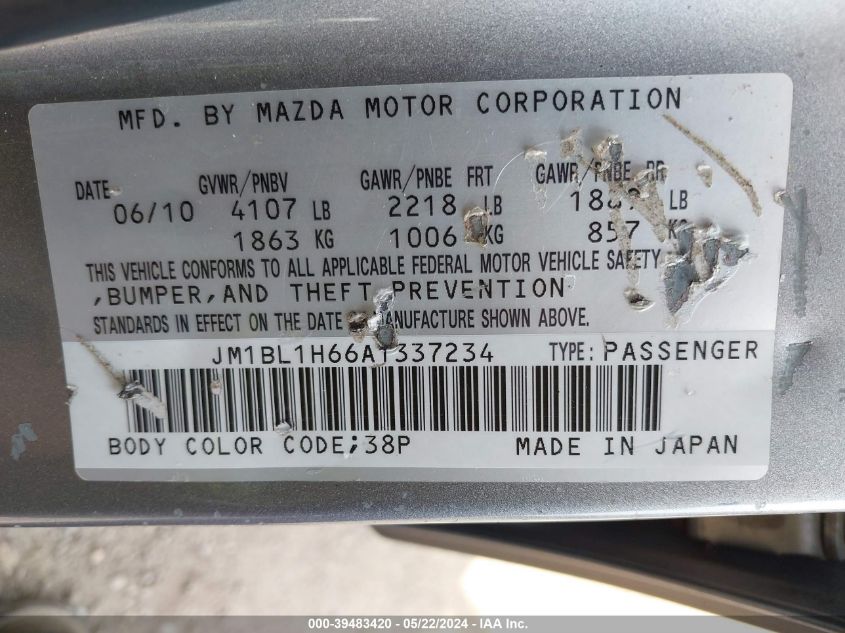 MFD. BY MAZDA MOTOR CORPORATION
DATE GVWR/PNBV GAWR/PNBE FRT GAWR/PNBE RR
06/10 4107 LB 2218 LB LB
1863 KG 1006 KG 857 KG
THIS VEHICLE CONFORMS TO ALL APPLICABLE FEDERAL MOTOR VEHICLE SAFETY
,BUMPER,AND THEFT PREVENTION
STANDARDS IN EFFECT ON THE DATE MANUFACTURE SHOWN ABOVE.
JM1BL1H66A1337234 TYPE: PASSENGER
BODY COLOR CODE;38P MADE IN JAPAN
000-39483420 - 05/22/2024 - © IAA, Inc.